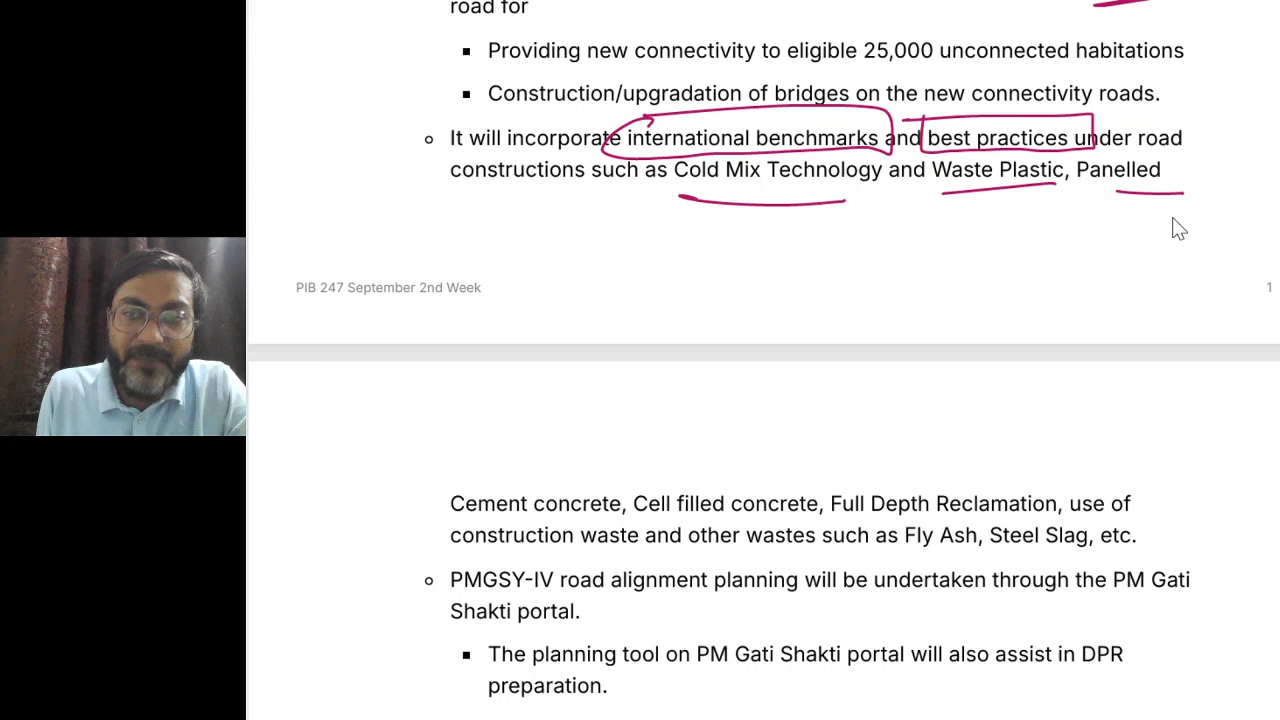 road for
▪ Providing new connectivity to eligible 25,000 unconnected habitations
▪ Construction/upgradation of bridges on the new connectivity roads.
○ It will incorporate international benchmarks and best practices under road
constructions such as Cold Mix Technology and Waste Plastic, Panelled
PIB 247 September 2nd Week
1
Cement concrete, Cell filled concrete, Full Depth Reclamation, use of
construction waste and other wastes such as Fly Ash, Steel Slag, etc.
○ PMGSY-IV road alignment planning will be undertaken through the PM Gati
Shakti portal.
▪ The planning tool on PM Gati Shakti portal will also assist in DPR
preparation.